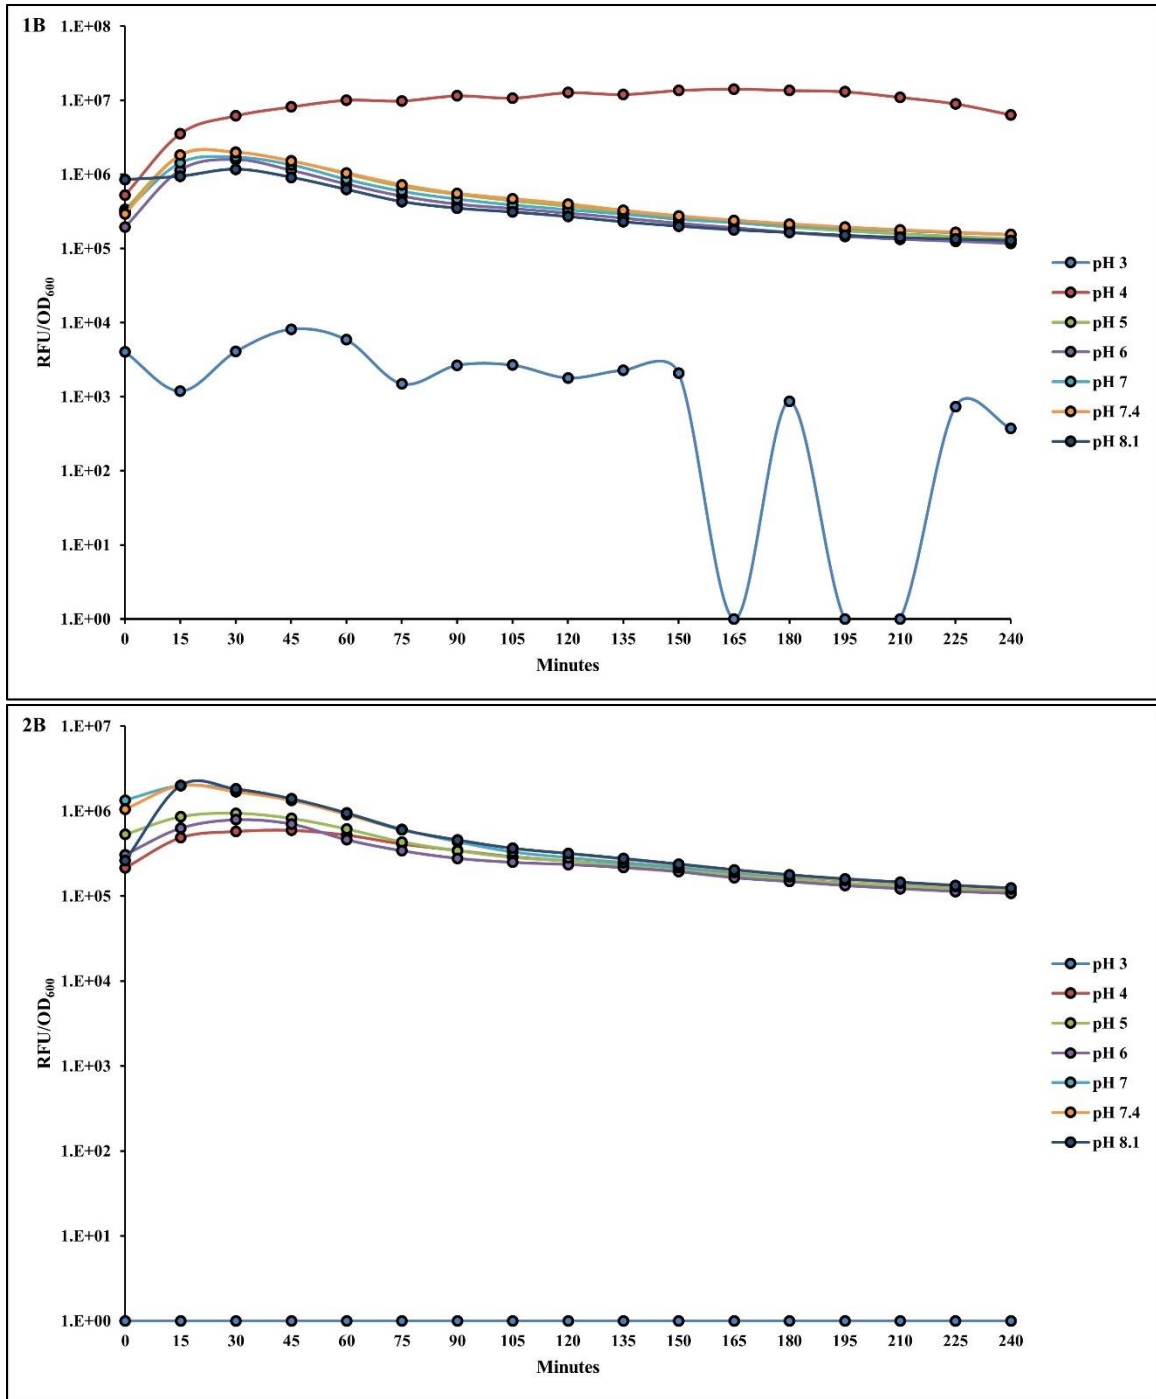 1B
1.E+08
1.E+07
1.E+06
1.E+05
1.E+04
1.E+03
1.E+02
1.E+01
1.E+00
RFU/OD600
0 15 30 45 60 75 90 105 120 135 150 165 180 195 210 225 240
Minutes
pH 3
pH 4
pH 5
pH 6
pH 7
pH 7.4
pH 8.1
2B
1.E+07
1.E+06
1.E+05
1.E+04
1.E+03
1.E+02
1.E+01
1.E+00
RFU/OD600
0 15 30 45 60 75 90 105 120 135 150 165 180 195 210 225 240
Minutes
pH 3
pH 4
pH 5
pH 6
pH 7
pH 7.4
pH 8.1